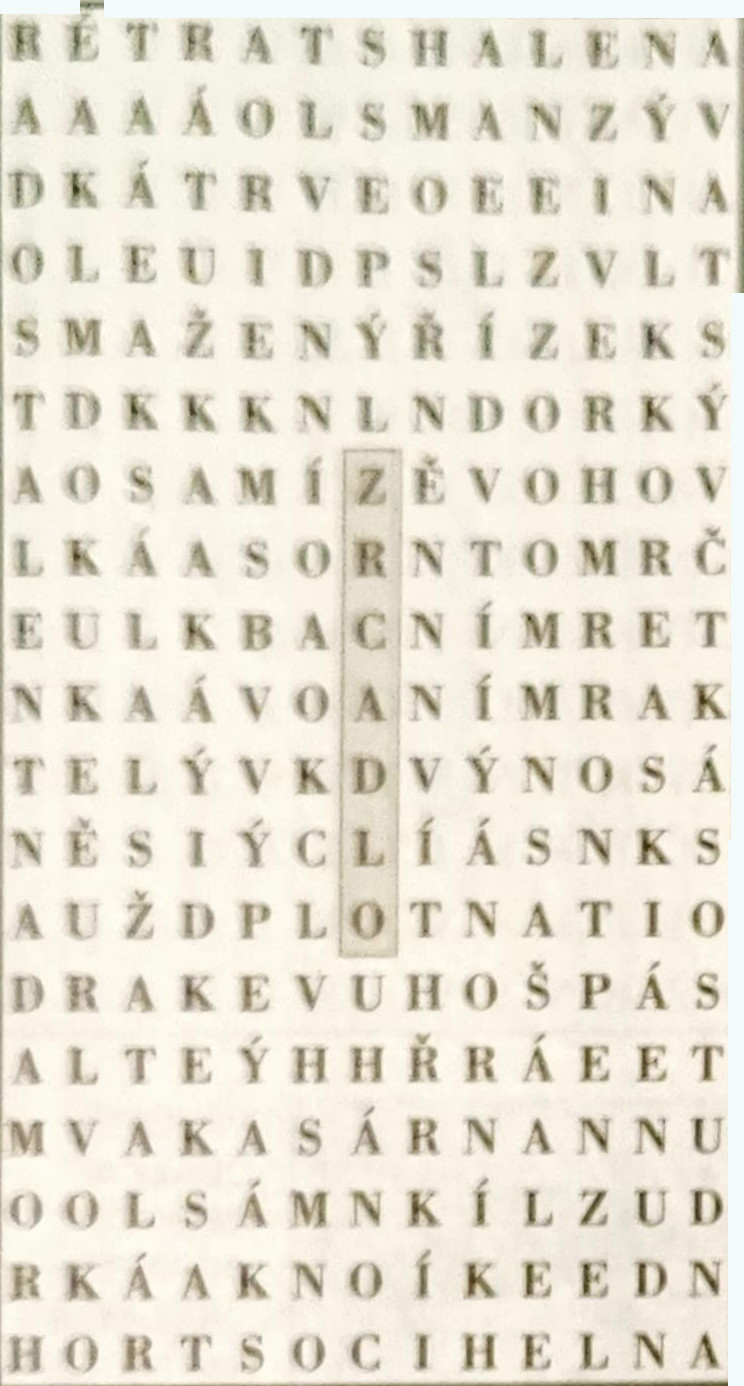 R É T R A T S H A L E N A
A A A Á O L S M A N Z Ý V
D K Á T R V E O E E I N A
O L E U I D P S L Z V L T
S M A Ž E N Ý Ř Í Z E K S
T D K K K N L N D O R K Ý
A O S A M Í Z Ě V O H O V
L K Á A S O R N T O M R Č
E U L K B A C N Í M R E T
N K A Á V O A N Í M R A K
T E L Ý V K D V Ý N O S Á
N Ě S I Ý C L Í Á S N K S
A U Ž D P L O T N A T I O
D R A K E V U H O Š P Á S
A L T E Ý H H Ř R Á E E T
M V A K A S Á R N A N N U
O O L S Á M N K Í L Z U D
R K Á A K N O Í K E E D N
H O R T S O C I H E L N A